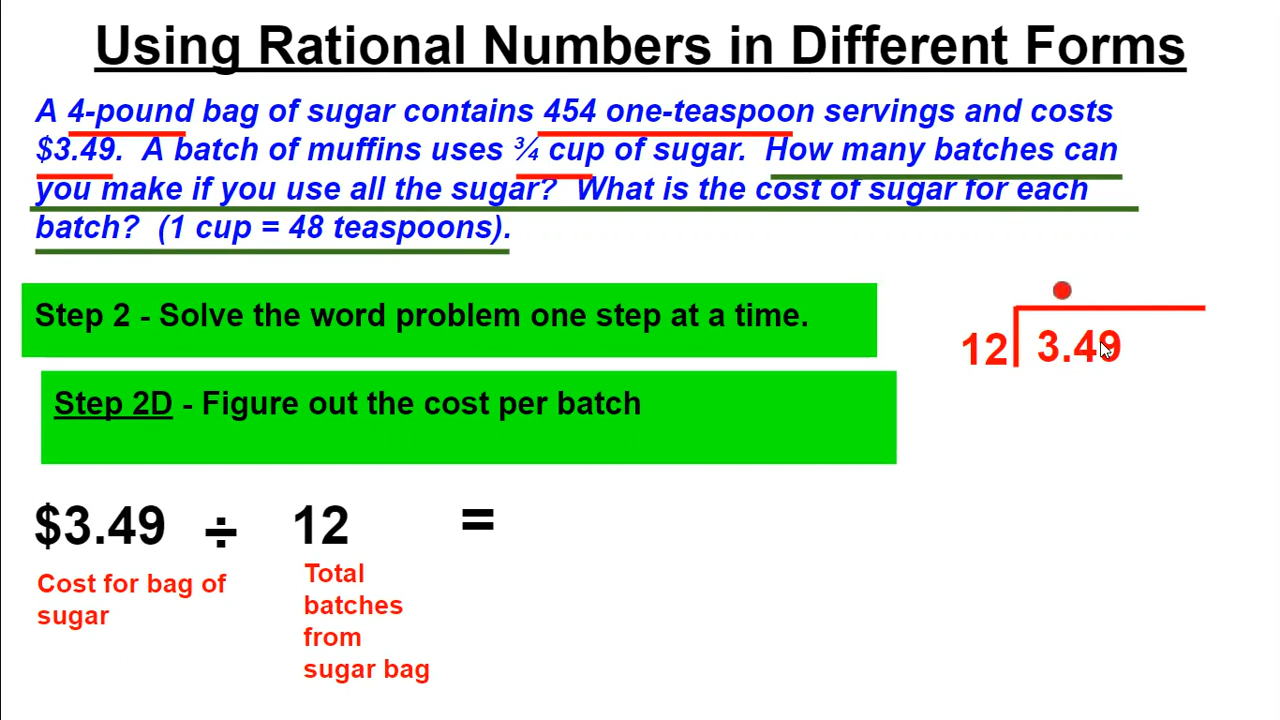 Using Rational Numbers in Different Forms
A 4-pound bag of sugar contains 454 one-teaspoon servings and costs
$3.49. A batch of muffins uses ¾ cup of sugar. How many batches can
you make if you use all the sugar? What is the cost of sugar for each
batch? (1 cup = 48 teaspoons).
Step 2 - Solve the word problem one step at a time.
12 3.49
Step 2D - Figure out the cost per batch
$3.49 ÷ 12 =
Cost for bag of
sugar
Total
batches
from
sugar bag